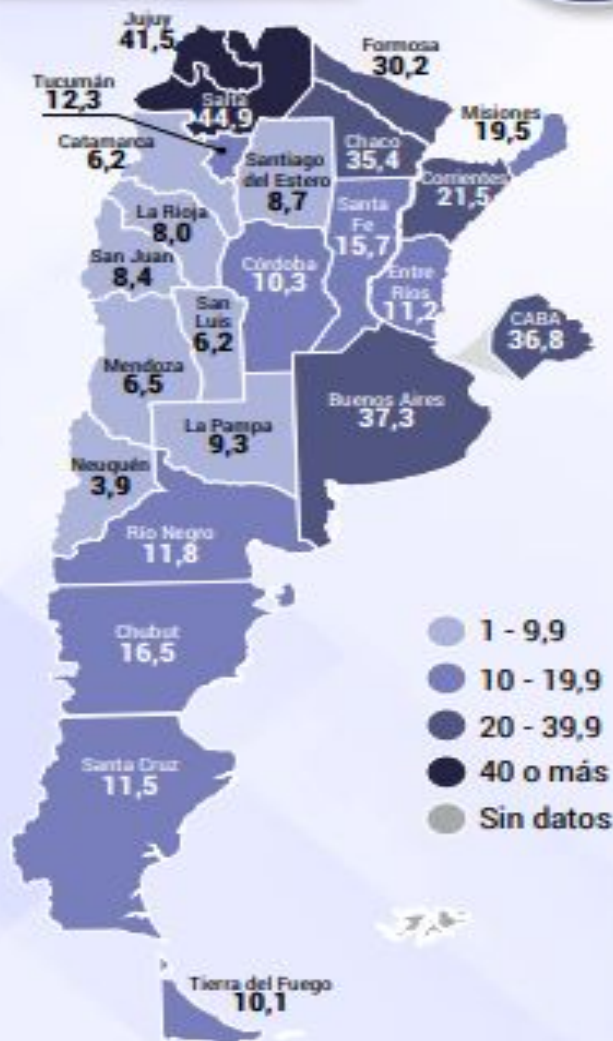 Jujuy
41,5
Formosa
30,2
Tucumán
12,3
Salta
44,9
Misiones
19,5
Catamarca
6,2
Chaco
35,4
Santiago
del Estero
8,7
Corrientes
21,5
La Rioja
8,0
Santa
Fe
15,7
San Juan
8,4
Córdoba
10,3
Entre
Ríos
11,2
San
Luis
6,2
CABA
36,8
Mendoza
6,5
Buenos Aires
37,3
La Pampa
9,3
Neuquén
3,9
Río Negro
11,8
Chubut
16,5
1 - 9,9
10 - 19,9
20 - 39,9
40 o más
Sin datos
Santa Cruz
11,5
Tierra del Fuego
10,1